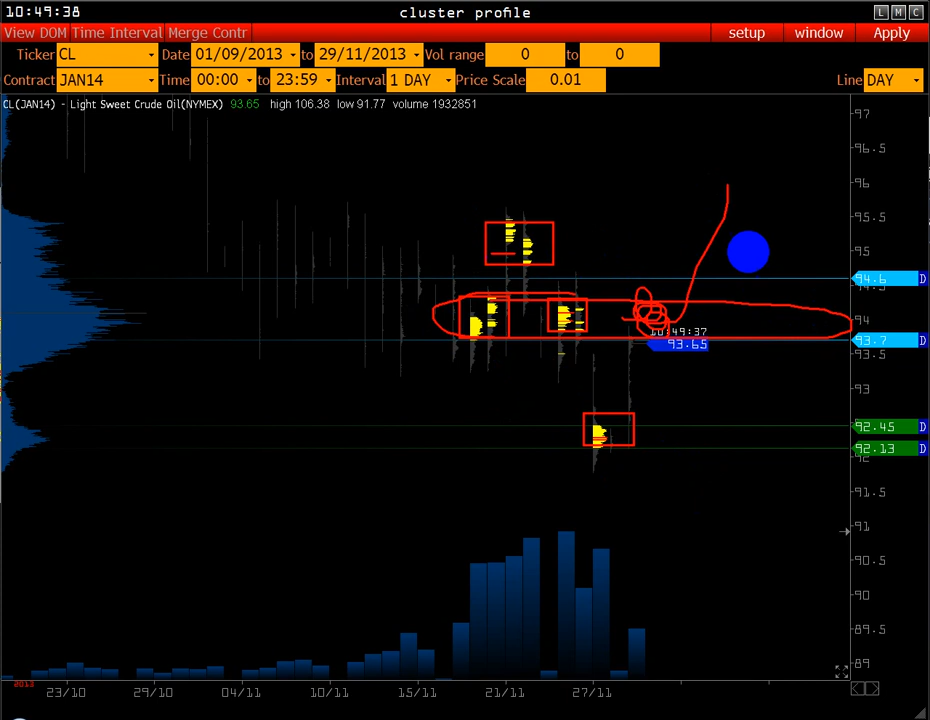 10:49:38 cluster profile L M C
View DOM Time Interval Merge Contr setup window Apply
Ticker CL Date 01/09/2013 to 29/11/2013 Vol range 0 to 0
Contract JAN14 Time 00:00 to 23:59 Interval 1 DAY Price Scale 0.01 Line DAY
CL(JAN14) - Light Sweet Crude Oil(NYMEX) 93.65 high 106.38 low 91.77 volume 1932851
97
96.5
96
95.5
95
94.6 D
94
10:49:37
93.7 D
93.65
93.5
93
92.45 D
92.13 D
92
91.5
91
90.5
90
89.5
89
2013
23/10 29/10 04/11 10/11 15/11 21/11 27/11